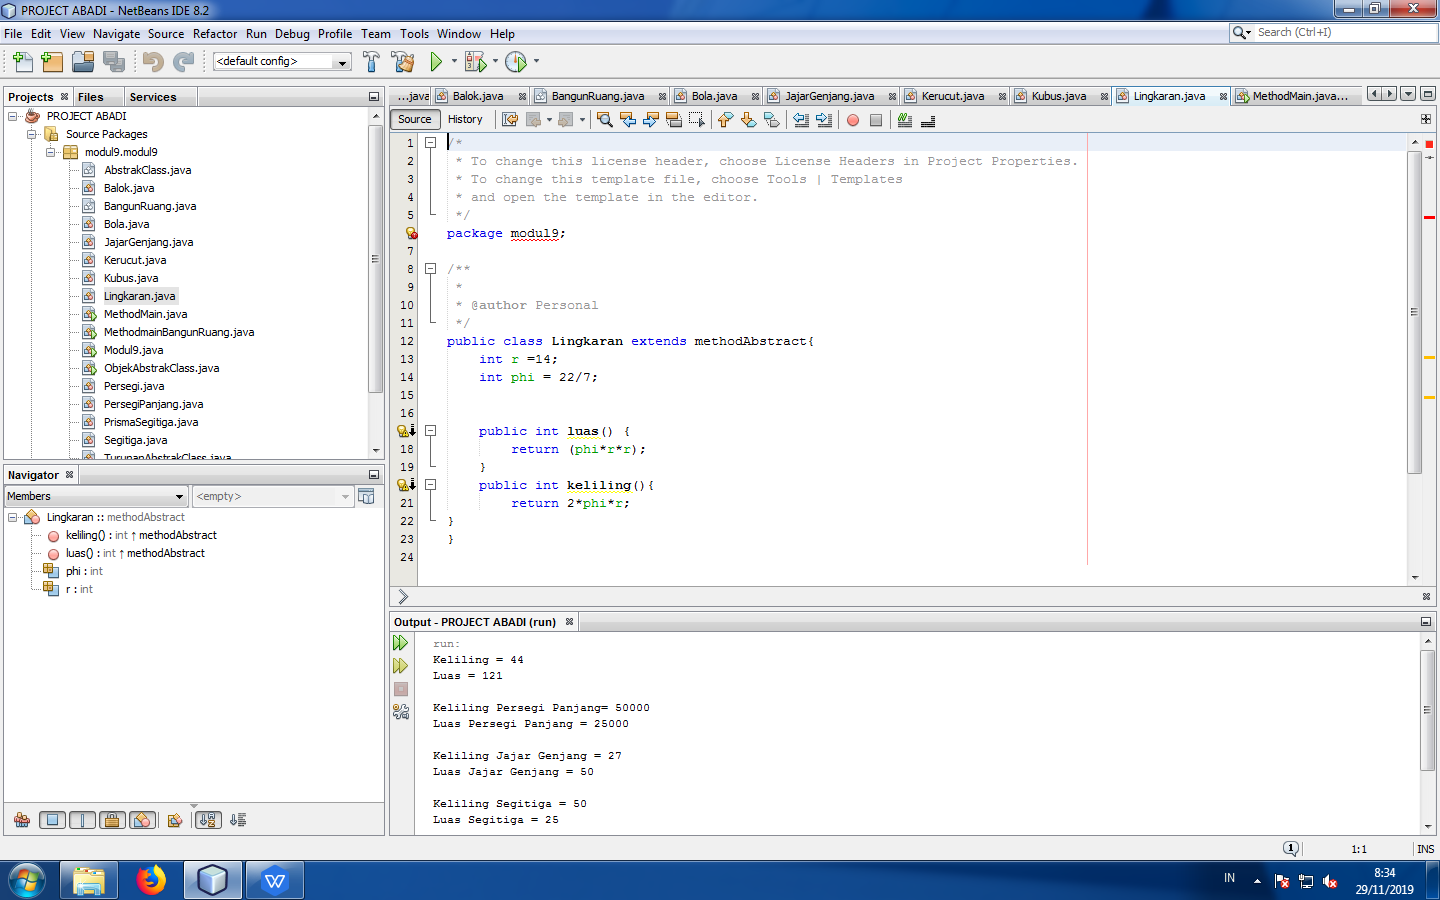 PROJECT ABADI - NetBeans IDE 8.2
File Edit View Navigate Source Refactor Run Debug Profile Team Tools Window Help
Search (Ctrl+I)
<default config>
Projects Files Services
PROJECT ABADI
Source Packages
modul9.modul9
AbstrakClass.java
Balok.java
BangunRuang.java
Bola.java
JajarGenjang.java
Kerucut.java
Kubus.java
Lingkaran.java
MethodMain.java
MethodmainBangunRuang.java
Modul9.java
ObjekAbstrakClass.java
Persegi.java
PersegiPanjang.java
PrismaSegitiga.java
Segitiga.java
TurunanAbstrakClass.java
Navigator
Members <empty>
Lingkaran :: methodAbstract
keliling() : int ↑ methodAbstract
luas() : int ↑ methodAbstract
phi : int
r : int
...java Balok.java BangunRuang.java Bola.java JajarGenjang.java Kerucut.java Kubus.java Lingkaran.java MethodMain.java...
Source History
1 /*
2 * To change this license header, choose License Headers in Project Properties.
3 * To change this template file, choose Tools | Templates
4 * and open the template in the editor.
5 */
package modul9;
7
8 /**
9 *
10 * @author Personal
11 */
12 public class Lingkaran extends methodAbstract{
13 int r =14;
14 int phi = 22/7;
15
16
public int luas() {
18 return (phi*r*r);
19 }
public int keliling(){
21 return 2*phi*r;
22 }
23 }
24
Output - PROJECT ABADI (run)
run:
Keliling = 44
Luas = 121
Keliling Persegi Panjang= 50000
Luas Persegi Panjang = 25000
Keliling Jajar Genjang = 27
Luas Jajar Genjang = 50
Keliling Segitiga = 50
Luas Segitiga = 25
1 1:1 INS
IN
8:34
29/11/2019